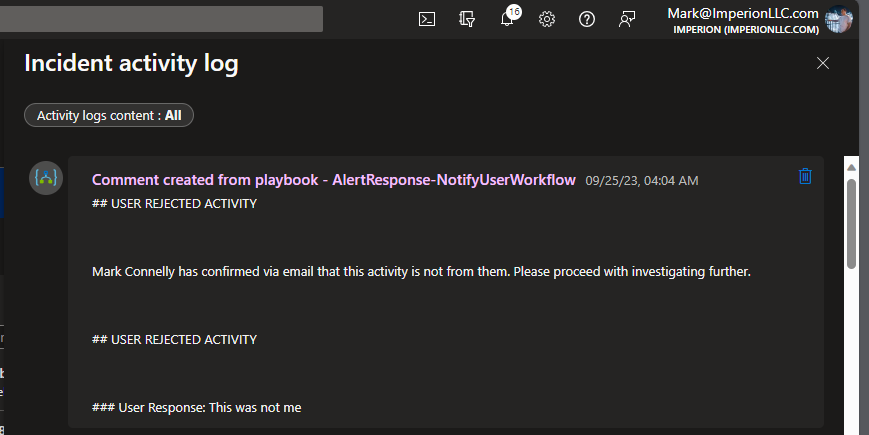 16
Mark@ImperionLLC.com
IMPERION (IMPERIONLLC.COM)
Incident activity log
Activity logs content : All
Comment created from playbook - AlertResponse-NotifyUserWorkflow 09/25/23, 04:04 AM
## USER REJECTED ACTIVITY
Mark Connelly has confirmed via email that this activity is not from them. Please proceed with investigating further.
## USER REJECTED ACTIVITY
### User Response: This was not me